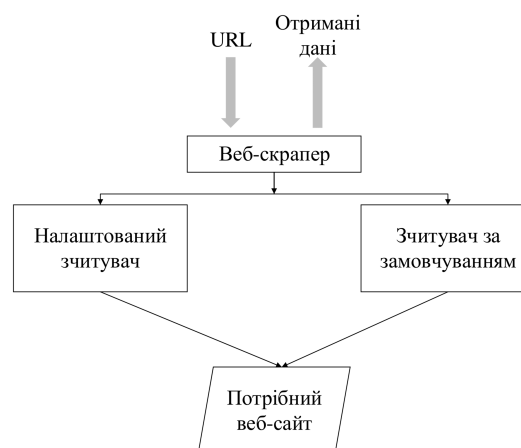 URL
Отримані
дані
Веб-скрапер
Налаштований
зчитувач
Зчитувач за
замовчуванням
Потрібний
веб-сайт